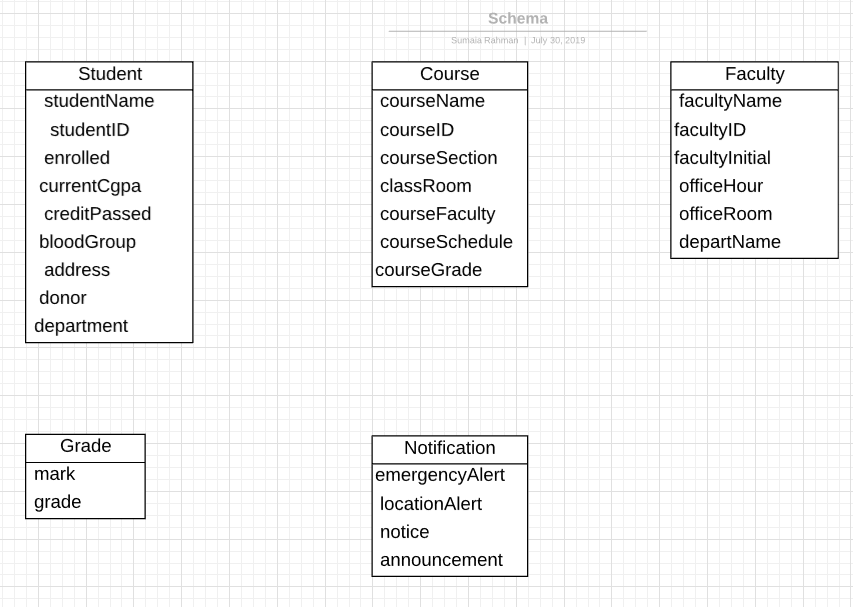 Schema
Sumaia Rahman | July 30, 2019
Student
studentName
studentID
enrolled
currentCgpa
creditPassed
bloodGroup
address
donor
department
Course
courseName
courseID
courseSection
classRoom
courseFaculty
courseSchedule
courseGrade
Faculty
facultyName
facultyID
facultyInitial
officeHour
officeRoom
departName
Grade
mark
grade
Notification
emergencyAlert
locationAlert
notice
announcement